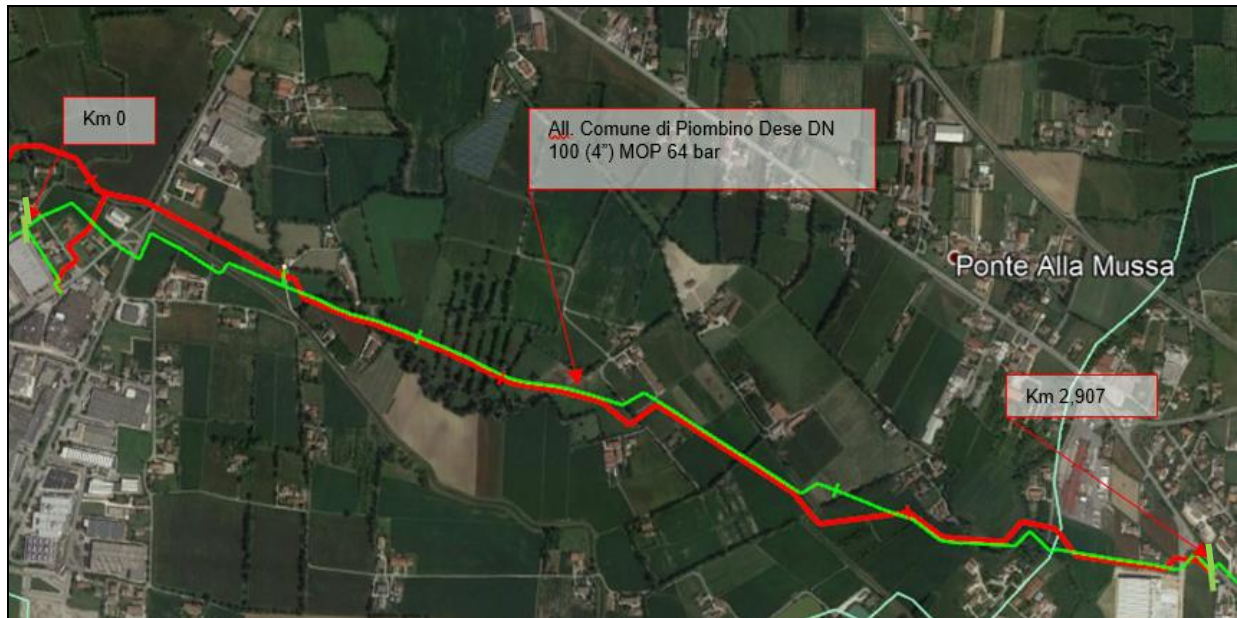 Km 0
All. Comune di Piombino Dese DN
100 (4”) MOP 64 bar
Ponte Alla Mussa
Km 2,907